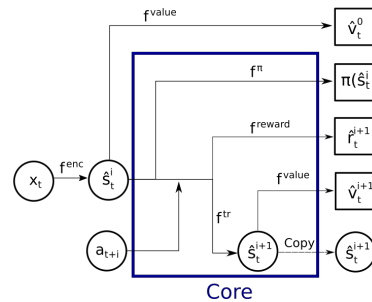 f^value
v̂_t^0
f^π
π(ŝ_t^i
f^reward
r̂_t^{i+1}
f^enc
f^value
x_t
ŝ_t^i
v̂_t^{i+1}
f^tr
a_{t+i}
ŝ_t^{i+1}
Copy
ŝ_t^{i+1}
Core